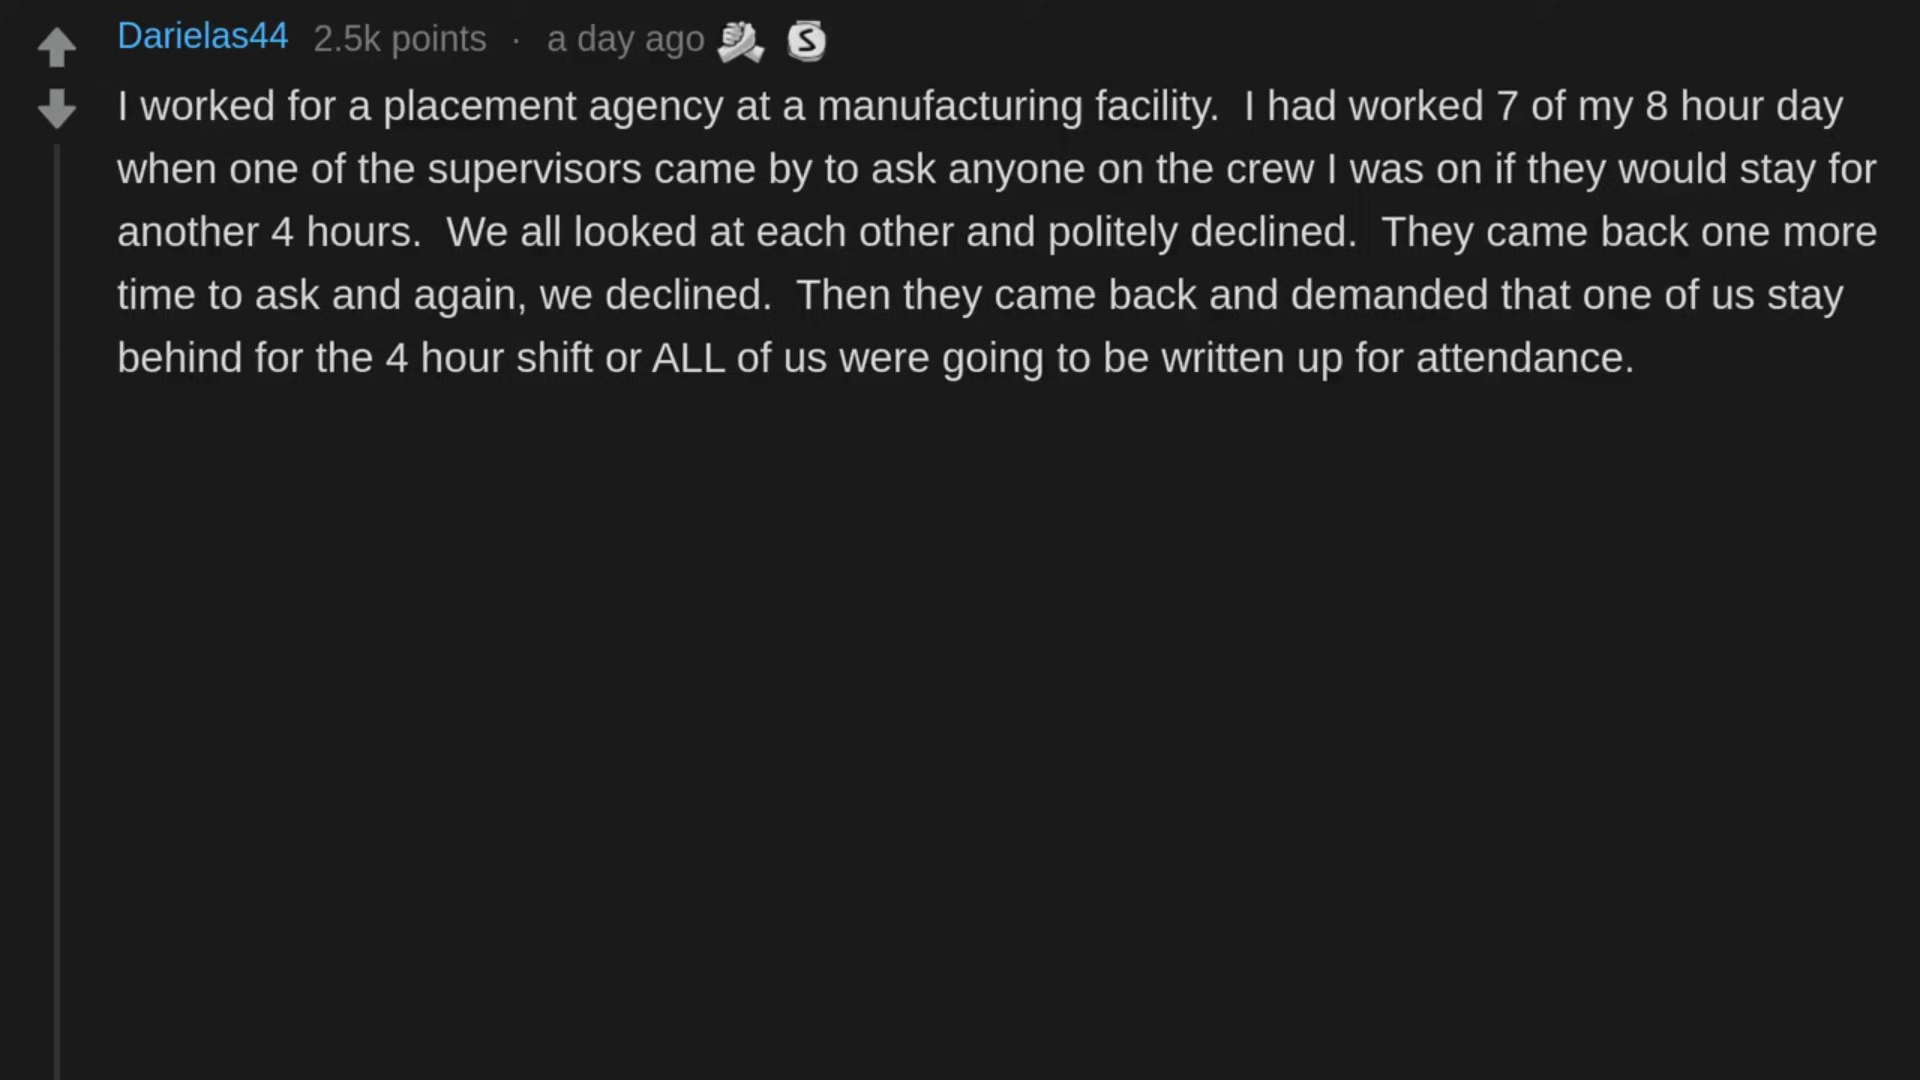 Darielas44 2.5k points · a day ago S
I worked for a placement agency at a manufacturing facility.  I had worked 7 of my 8 hour day
when one of the supervisors came by to ask anyone on the crew I was on if they would stay for
another 4 hours.  We all looked at each other and politely declined.  They came back one more
time to ask and again, we declined.  Then they came back and demanded that one of us stay
behind for the 4 hour shift or ALL of us were going to be written up for attendance.